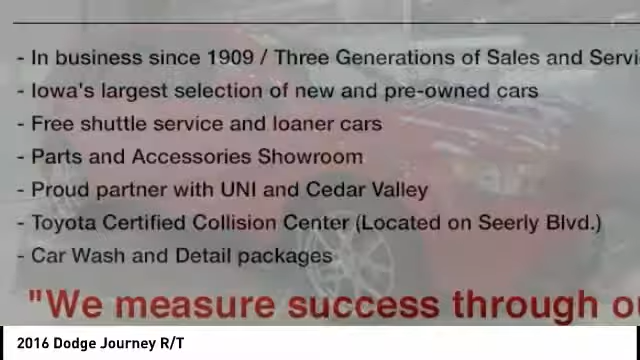 - In business since 1909 / Three Generations of Sales and Servi
- Iowa's largest selection of new and pre-owned cars
- Free shuttle service and loaner cars
- Parts and Accessories Showroom
- Proud partner with UNI and Cedar Valley
- Toyota Certified Collision Center (Located on Seerly Blvd.)
- Car Wash and Detail packages
"We measure success through ou
2016 Dodge Journey R/T